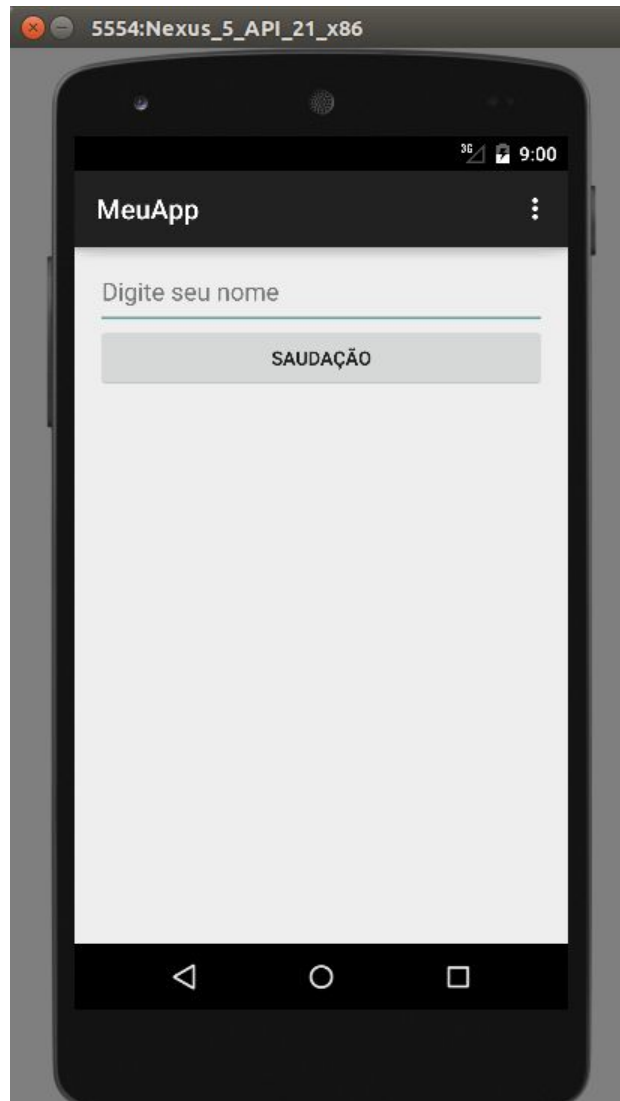 5554:Nexus_5_API_21_x86
3G 9:00
MeuApp
Digite seu nome
SAUDAÇÃO